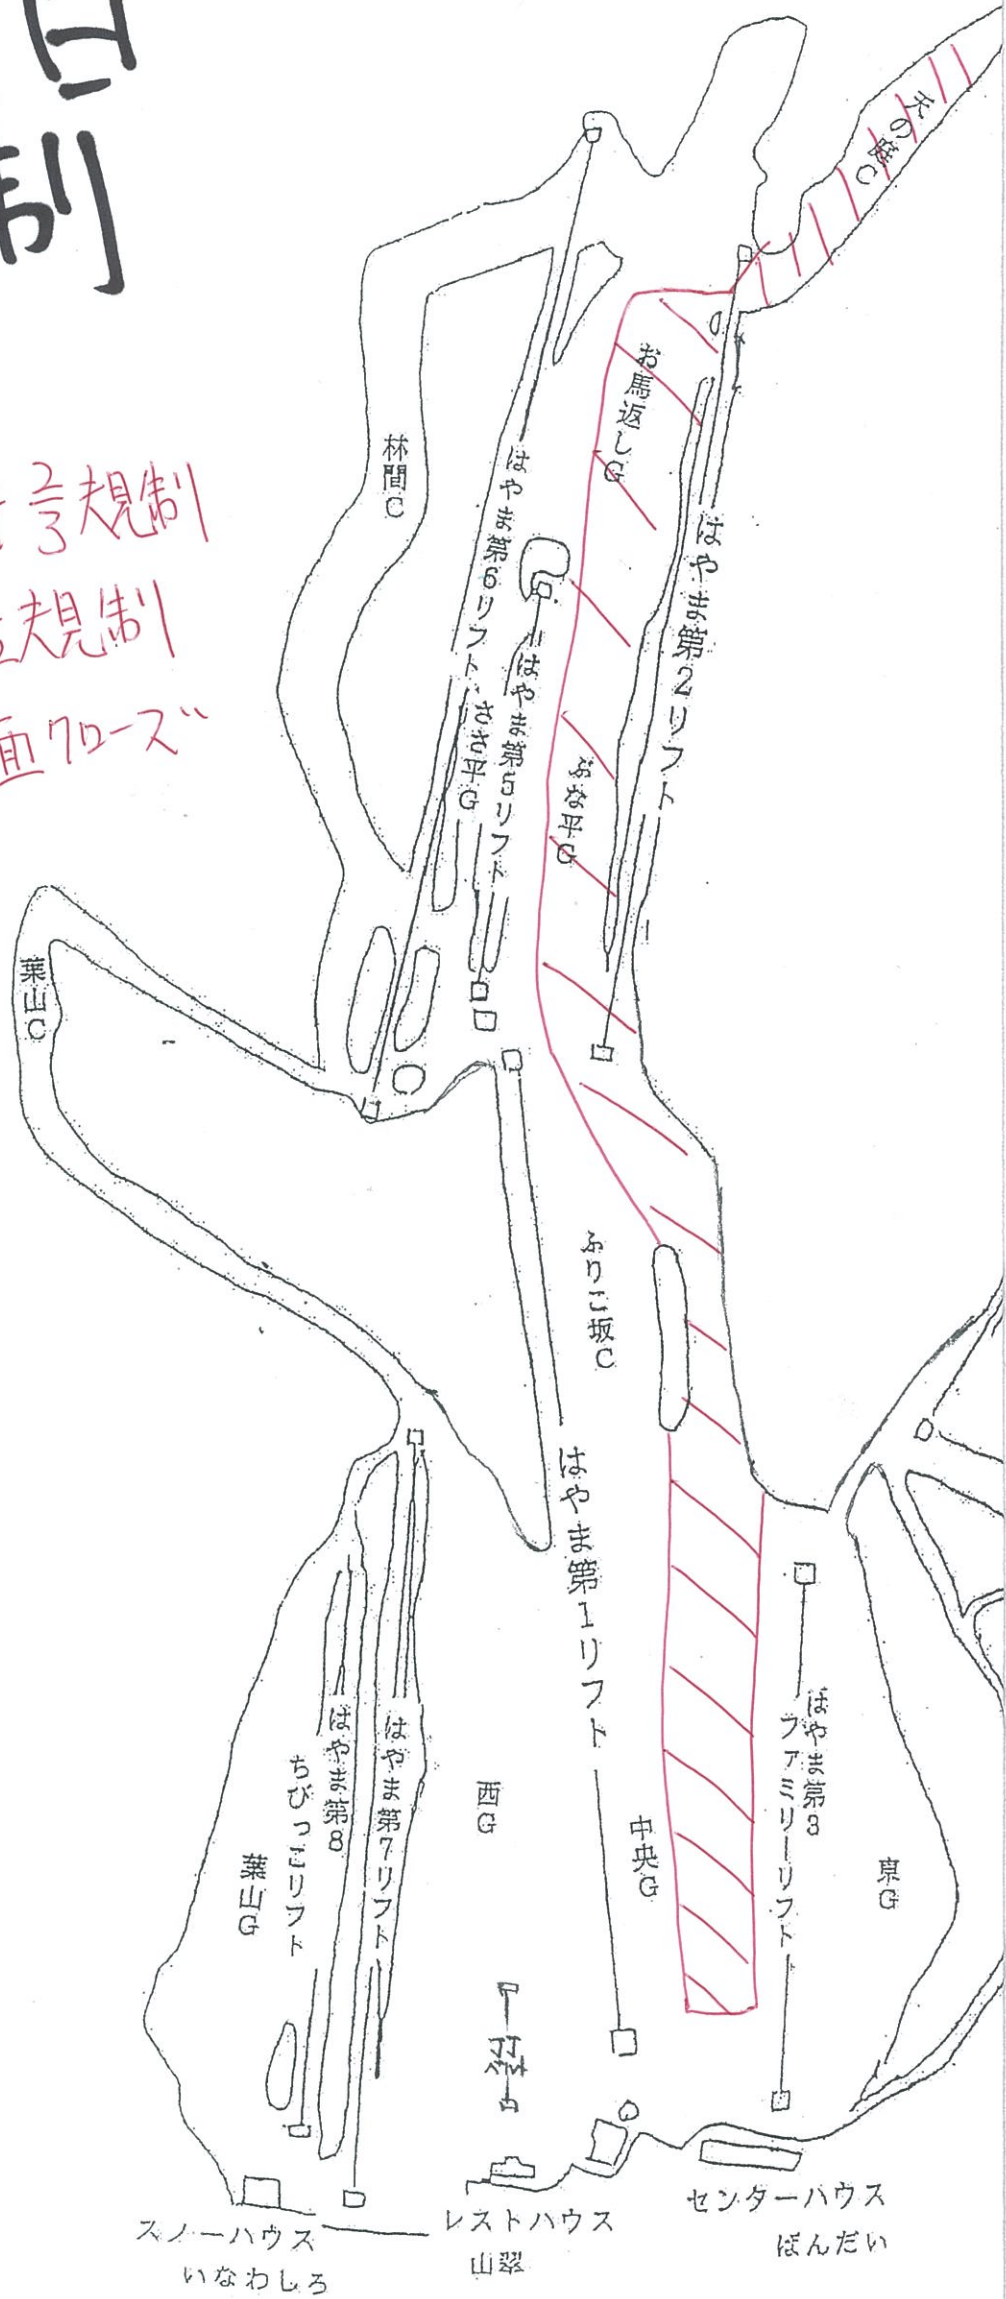 日
制
天の庭C
2/3規制
規制
面クローズ
お馬返しG
林間C
はやま第6リフト
はやま第2リフト
はやま第5リフト
ささ平G
ぶな平G
葉山C
ふりこ坂C
はやま第1リフト
はやま第3
ファミリーリフト
はやま第7リフト
はやま第8
ちびっこリフト
葉山G
西G
中央G
京G
スノーハウス
いなわしろ
レストハウス
山翠
センターハウス
ばんだい